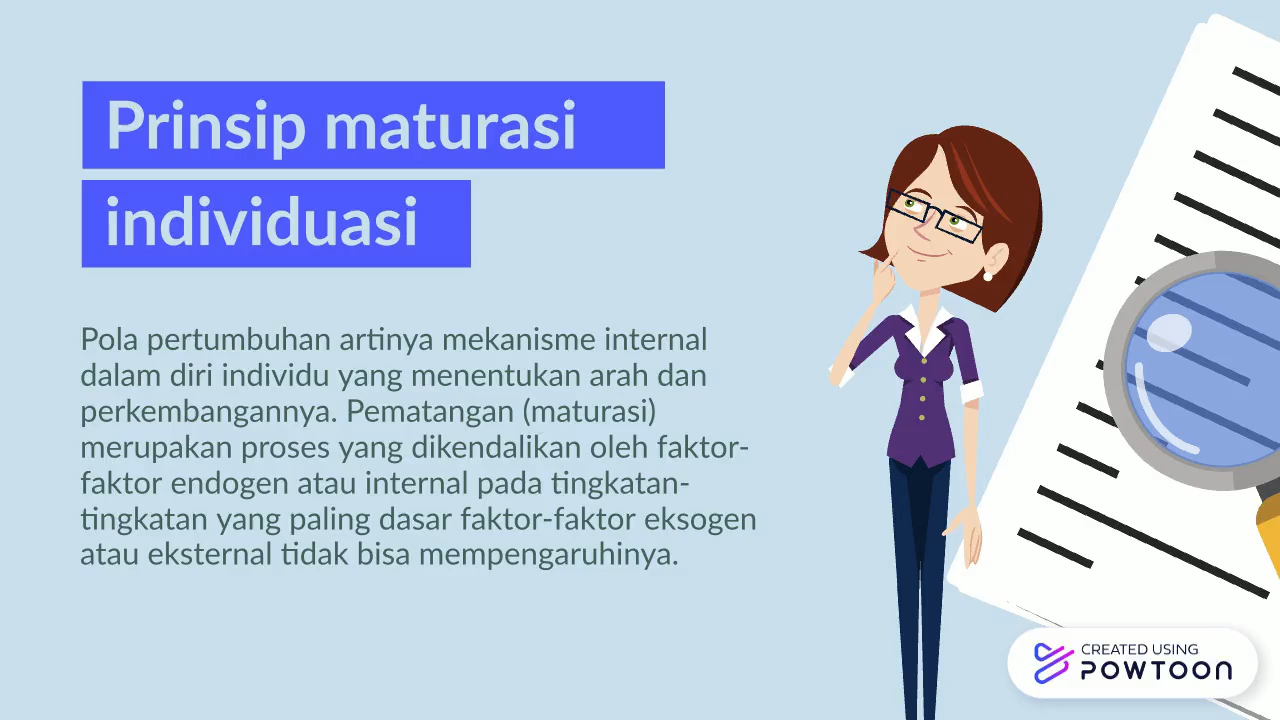 Prinsip maturasi
individuasi
Pola pertumbuhan artinya mekanisme internal
dalam diri individu yang menentukan arah dan
perkembangannya. Pematangan (maturasi)
merupakan proses yang dikendalikan oleh faktor-
faktor endogen atau internal pada tingkatan-
tingkatan yang paling dasar faktor-faktor eksogen
atau eksternal tidak bisa mempengaruhinya.
CREATED USING
POWTOON